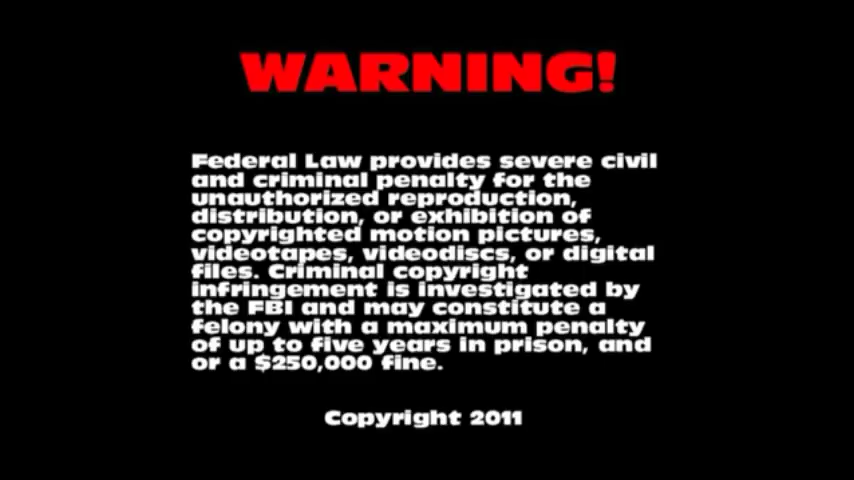 WARNING!
Federal Law provides severe civil
and criminal penalty for the
unauthorized reproduction,
distribution, or exhibition of
copyrighted motion pictures,
videotapes, videodiscs, or digital
files. Criminal copyright
infringement is investigated by
the FBI and may constitute a
felony with a maximum penalty
of up to five years in prison, and
or a $250,000 fine.
Copyright 2011